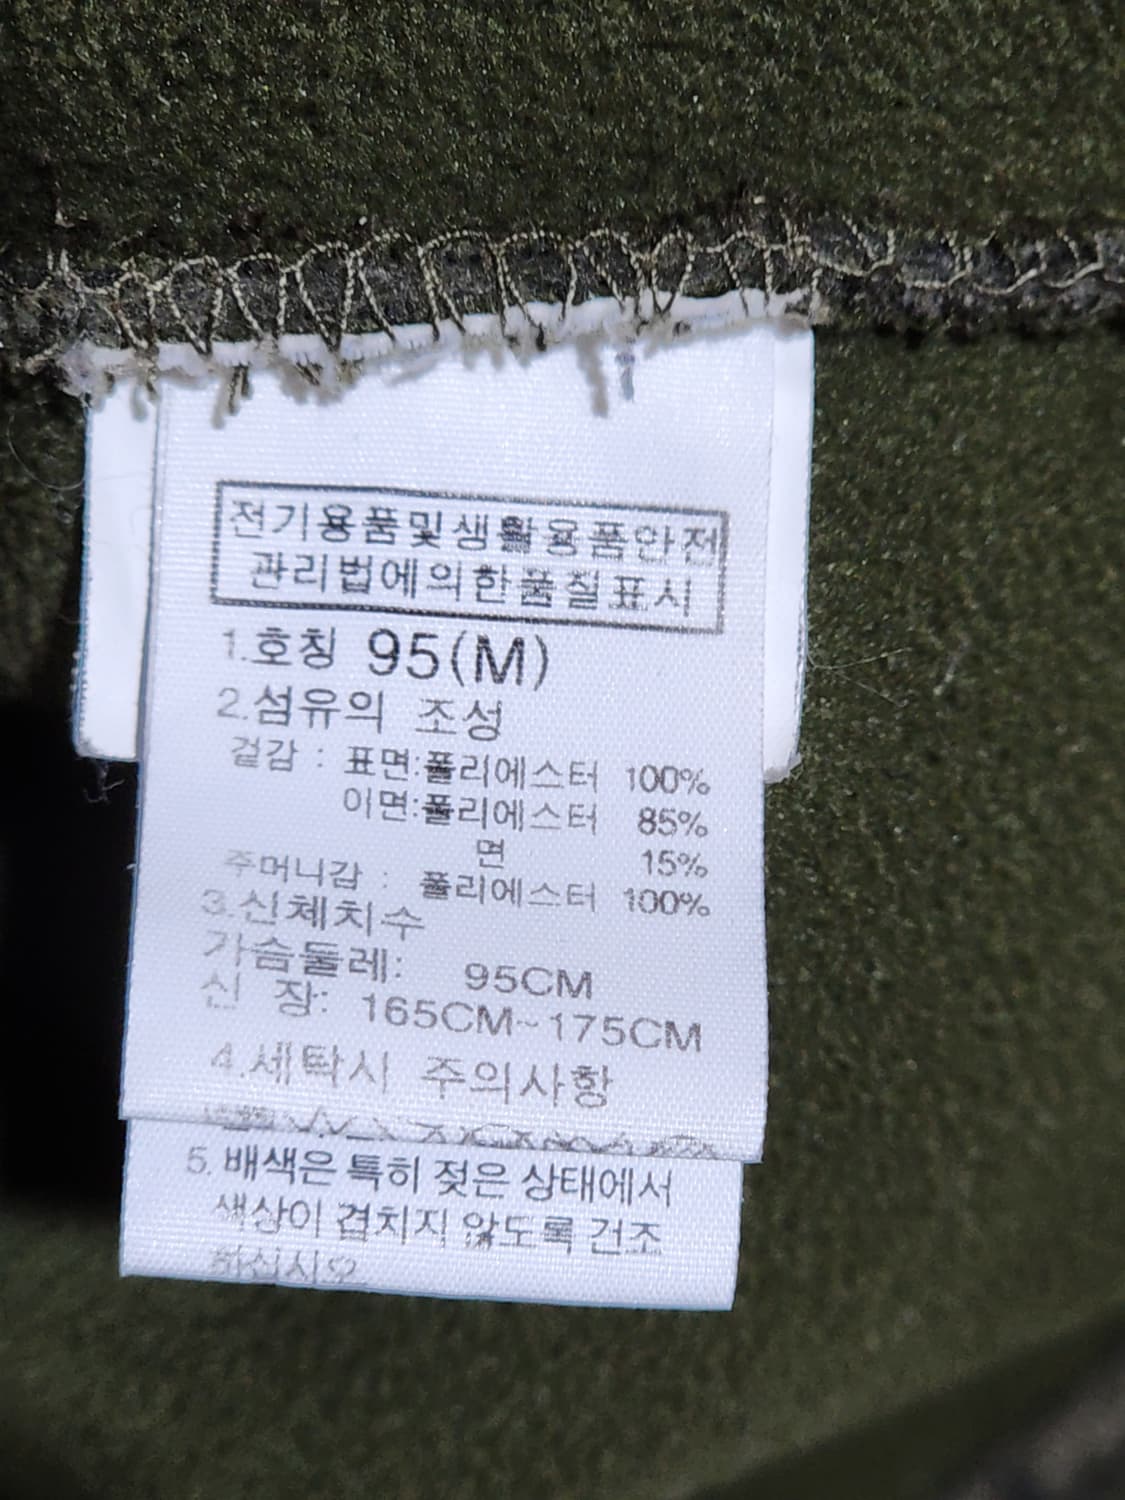 전기용품및생활용품안전
관리법에의한품질표시
1.호칭 95(M)
2.섬유의 조성
겉감 : 표면:폴리에스터 100%
이면:폴리에스터 85%
면 15%
주머니감 : 폴리에스터 100%
3.신체치수
가슴둘레: 95CM
신 장: 165CM~175CM
4.세탁시 주의사항
5. 배색은 특히 젖은 상태에서
색상이 겹치지 않도록 건조
하십시오